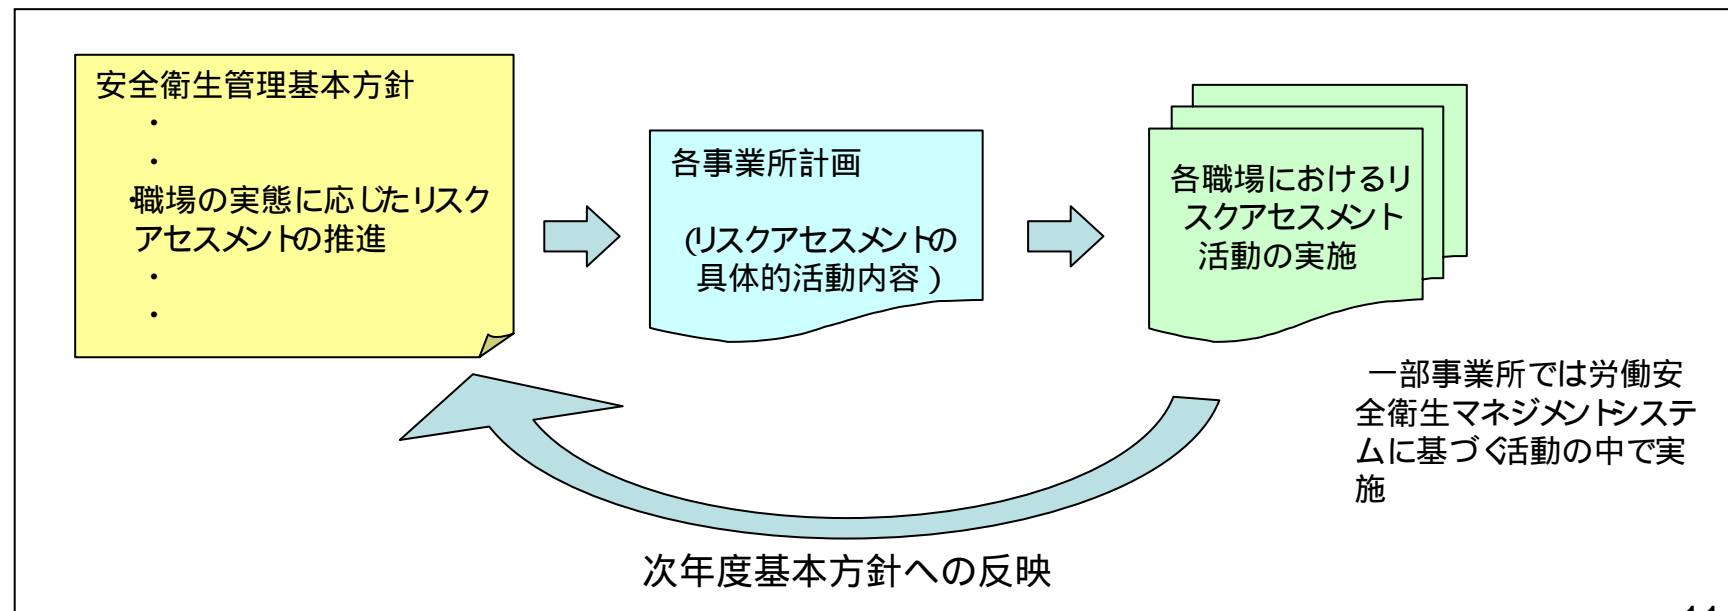 安全衛生管理基本方針
・
・
・職場の実態に応じたリスク
アセスメントの推進
・
・
各事業所計画
(リスクアセスメントの
具体的活動内容)
各職場におけるリ
スクアセスメント
活動の実施
一部事業所では労働安
全衛生マネジメントシステ
ムに基づく活動の中で実
施
次年度基本方針への反映